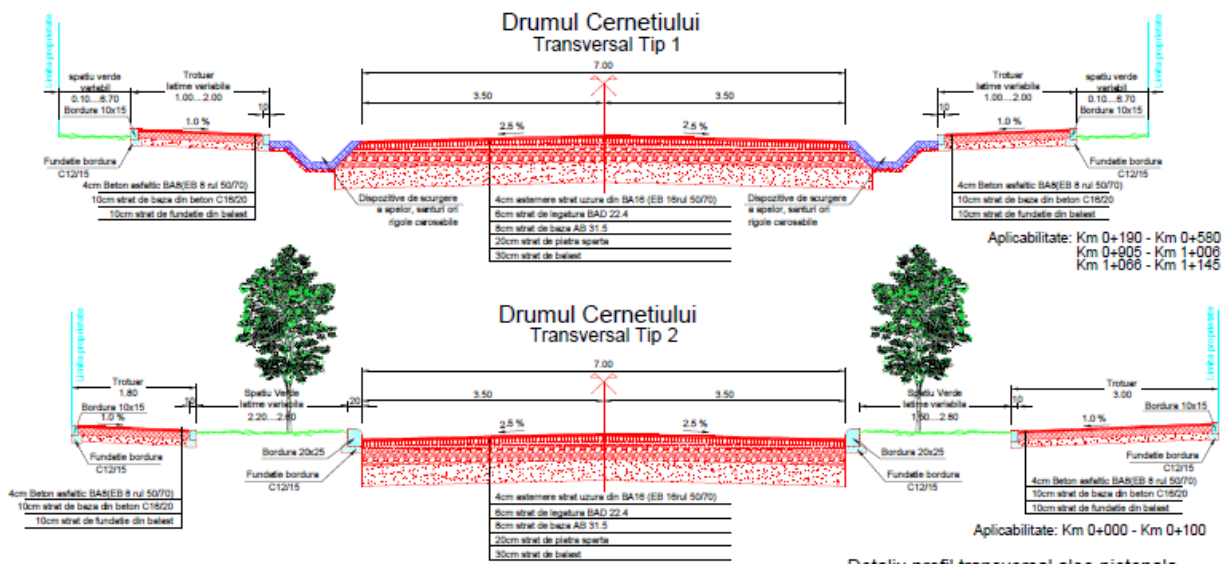 Drumul Cernetiului
Transversal Tip 1
Limita proprietate
spatiu verde
variabil
0.10....6.70
Bordura 10x15
Trotuar
latime variabile
1.00....2.00
10
1.0 %
Fundatie bordura
C12/15
4cm Beton asfaltic BA8(EB 8 rul 50/70)
10cm strat de baza din beton C16/20
10cm strat de fundatie din balast
7.00
3.50
3.50
2.5 %
2.5 %
Dispozitive de scurgere
a apelor, santuri ori
rigole carosabile
4cm asternere strat uzura din BA16 (EB 16rul 50/70)
6cm strat de legatura BAD 22.4
8cm strat de baza AB 31.5
20cm strat de piatra sparta
30cm strat de balast
Dispozitive de scurgere
a apelor, santuri ori
rigole carosabile
Trotuar
latime variabile
1.00....2.00
10
1.0 %
spatiu verde
variabil
0.10....6.70
Bordura 10x15
Limita proprietate
Fundatie bordura
C12/15
4cm Beton asfaltic BA8(EB 8 rul 50/70)
10cm strat de baza din beton C16/20
10cm strat de fundatie din balast
Aplicabilitate: Km 0+190 - Km 0+580
Km 0+905 - Km 1+006
Km 1+066 - Km 1+145
Drumul Cernetiului
Transversal Tip 2
Limita proprietate
Trotuar
1.80
Bordura 10x15
1.0 %
10
Spatiu Verde
latime variabile
2.20....2.60
20
Fundatie bordura
C12/15
Bordura 20x25
Fundatie bordura
C12/15
4cm Beton asfaltic BA8(EB 8 rul 50/70)
10cm strat de baza din beton C16/20
10cm strat de fundatie din balast
7.00
3.50
3.50
2.5 %
2.5 %
4cm asternere strat uzura din BA16 (EB 16rul 50/70)
6cm strat de legatura BAD 22.4
8cm strat de baza AB 31.5
20cm strat de piatra sparta
30cm strat de balast
Spatiu Verde
latime variabile
1.60....2.80
10
Bordura 20x25
Fundatie bordura
C12/15
Trotuar
3.00
Bordura 10x15
1.0 %
Limita proprietate
Fundatie bordura
C12/15
4cm Beton asfaltic BA8(EB 8 rul 50/70)
10cm strat de baza din beton C16/20
10cm strat de fundatie din balast
Aplicabilitate: Km 0+000 - Km 0+100
Detaliu profil transversal alee pietonala